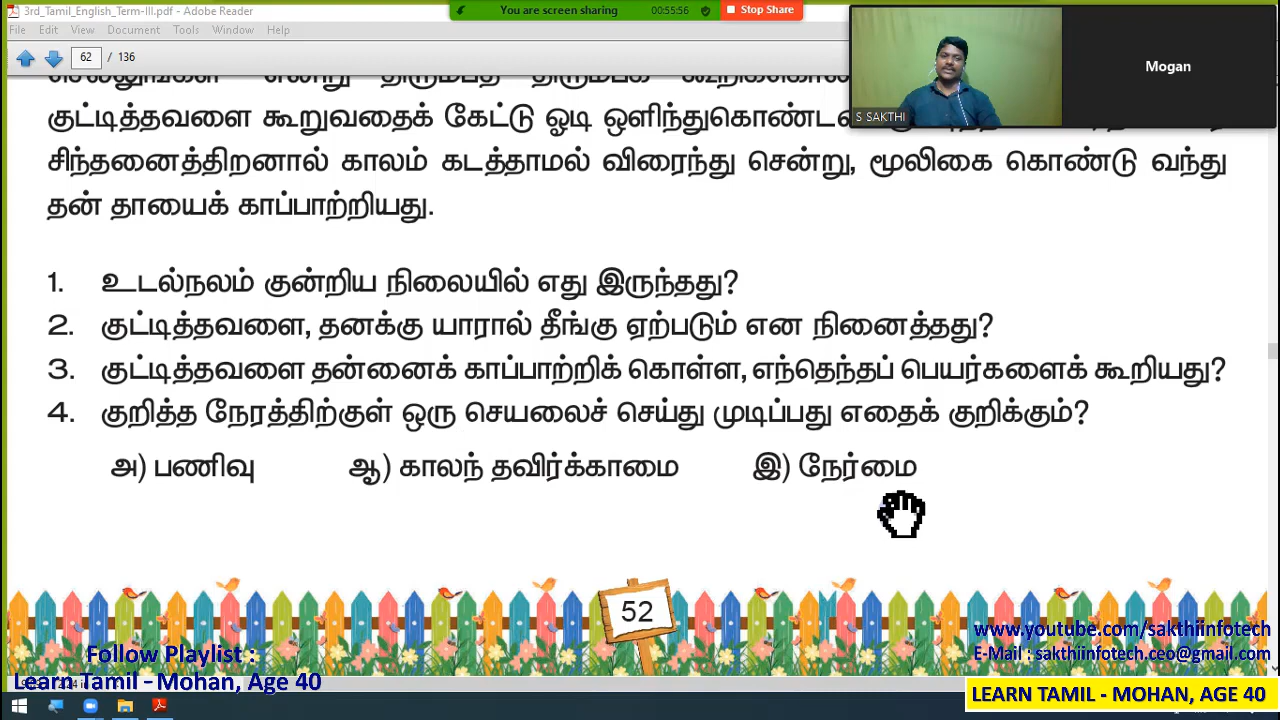 3rd_Tamil_English_Term-III.pdf - Adobe Reader
You are screen sharing
00:55:56
Stop Share
File Edit View Document Tools Window Help
62 / 136
Mogan
S SAKTHI
குட்டித்தவளை கூறுவதைக் கேட்டு ஓடி
சிந்தனைத்திறனால் காலம் கடத்தாமல் விரைந்து சென்று, மூலிகை கொண்டு வந்து
தன் தாயைக் காப்பாற்றியது.
1. உடல்நலம் குன்றிய நிலையில் எது இருந்தது?
2. குட்டித்தவளை, தனக்கு யாரால் தீங்கு ஏற்படும் என நினைத்தது?
3. குட்டித்தவளை தன்னைக் காப்பாற்றிக் கொள்ள, எந்தெந்தப் பெயர்களைக் கூறியது?
4. குறித்த நேரத்திற்குள் ஒரு செயலைச் செய்து முடிப்பது எதைக் குறிக்கும்?
அ) பணிவு ஆ) காலந் தவிர்க்காமை இ) நேர்மை
52
www.youtube.com/sakthiinfotech
E-Mail : sakthiinfotech.ceo@gmail.com
Follow Playlist :
Learn Tamil - Mohan, Age 40
LEARN TAMIL - MOHAN, AGE 40